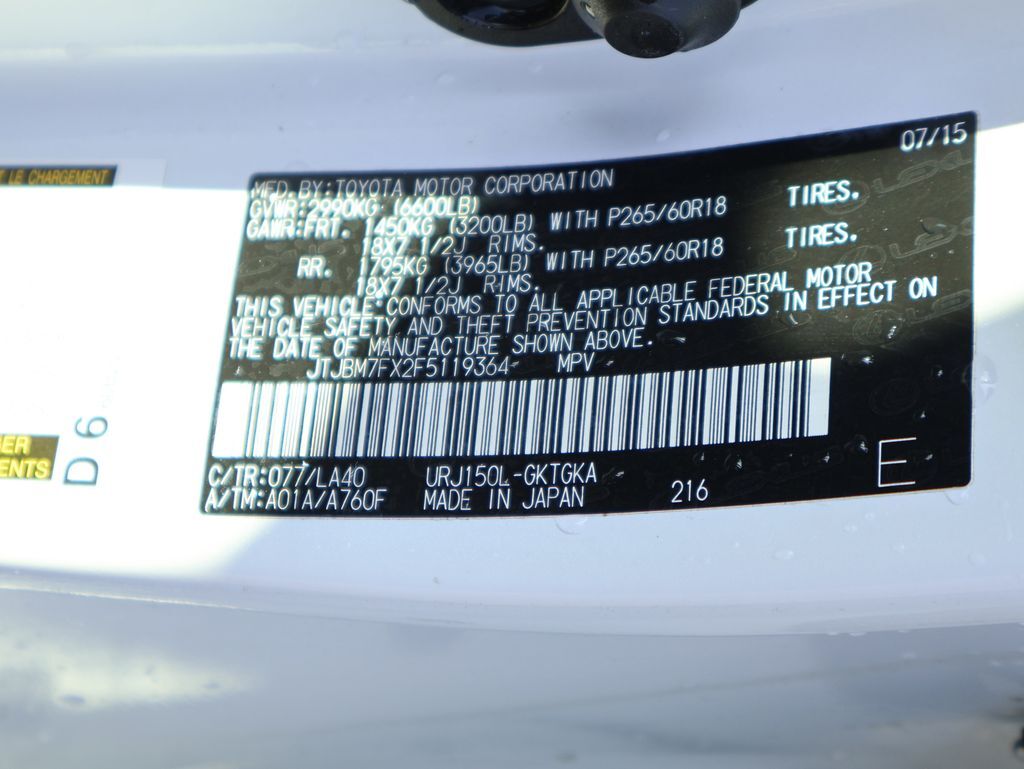 07/15
T LE CHARGEMENT
MFD. BY: TOYOTA MOTOR CORPORATION
GVWR: 2990KG (6600LB)
GAWR: FRT. 1450KG (3200LB) WITH P265/60R18 TIRES.
18X7 1/2J RIMS.
RR. 1795KG (3965LB) WITH P265/60R18 TIRES.
18X7 1/2J RIMS.
THIS VEHICLE CONFORMS TO ALL APPLICABLE FEDERAL MOTOR
VEHICLE SAFETY AND THEFT PREVENTION STANDARDS IN EFFECT ON
THE DATE OF MANUFACTURE SHOWN ABOVE.
JTJBM7FX2F5119364 MPV
C/TR: 077/LA40 URJ150L-GKTGKA
A/TM: A01A/A760F MADE IN JAPAN 216 E
ER
ENTS
D6